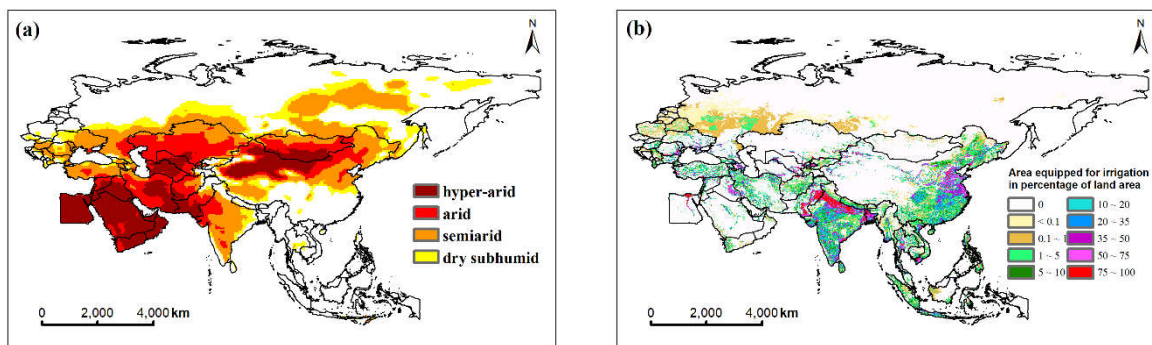 (a)
N
hyper-arid
arid
semiarid
dry subhumid
0 2,000 4,000 km
(b)
N
Area equipped for irrigation
in percentage of land area
0 10 ~ 20
< 0.1 20 ~ 35
0.1 ~ 1 35 ~ 50
1 ~ 5 50 ~ 75
5 ~ 10 75 ~ 100
0 2,000 4,000 km